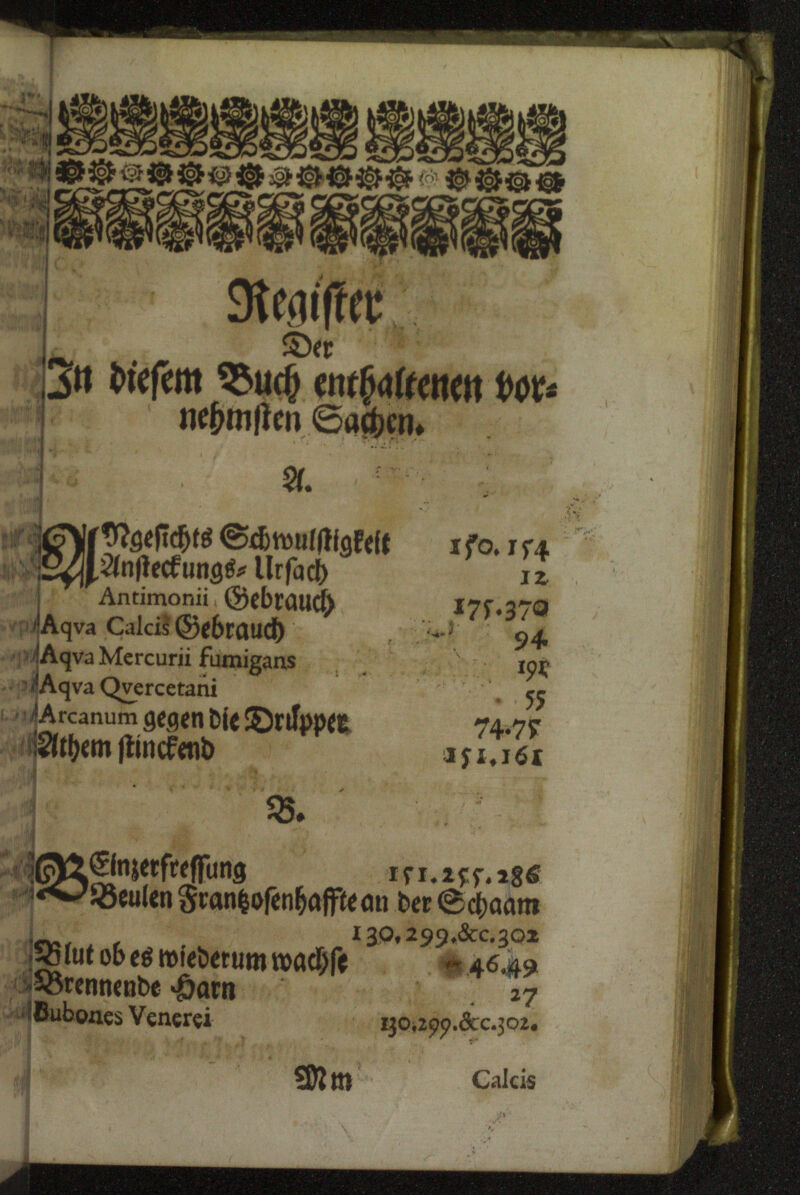 Register
Der
In diesem Buch enthaltenen vor-
nehmsten Sachen.
A.
ANgesichts Schwulstigkeit 150. 154
Ansteckungs- Ursach 12
Antimonii Gebrauch 175.370
Aqva Calcis Gebrauch 94
Aqva Mercurii fumigans 191
Aqva Qvercetani 55
Arcanum gegen die Drüpper 74.75
Athem stinckend 151.161
B.
BEinzerfressung 151.255.286
Beulen Frantzosenhaffte an der Schaam
130, 299.&c.302
Blut ob es wiederum wachse 46.49
Brennende Harn 27
Bubones Venerei 130,299.&c.302.
Mm Calcis